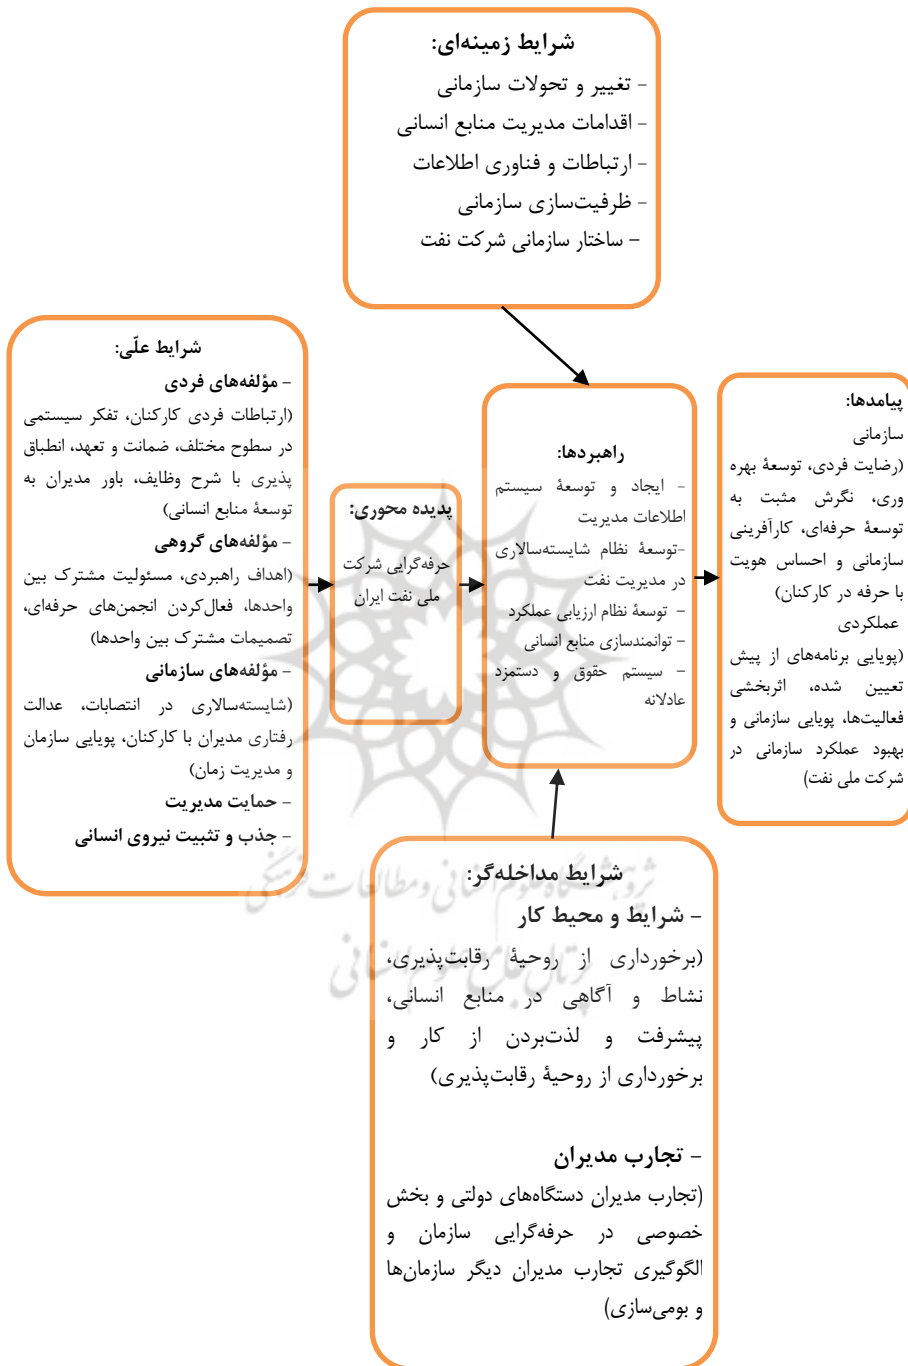 شرایط زمینه‌ای:
- تغییر و تحولات سازمانی
- اقدامات مدیریت منابع انسانی
- ارتباطات و فناوری اطلاعات
- ظرفیت‌سازی سازمانی
– ساختار سازمانی شرکت نفت
شرایط علّی:
- مؤلفه‌های فردی
(ارتباطات فردی کارکنان، تفکر سیستمی
در سطوح مختلف، ضمانت و تعهد، انطباق
پذیری با شرح وظایف، باور مدیران به
توسعهٔ منابع انسانی)
- مؤلفه‌های گروهی
(اهداف راهبردی، مسئولیت مشترک بین
واحدها، فعال‌کردن انجمن‌های حرفه‌ای،
تصمیمات مشترک بین واحدها)
- مؤلفه‌های سازمانی
(شایسته‌سالاری در انتصابات، عدالت
رفتاری مدیران با کارکنان، پویایی سازمان
و مدیریت زمان)
- حمایت مدیریت
- جذب و تثبیت نیروی انسانی
پدیده محوری:
حرفه‌گرایی شرکت
ملی نفت ایران
راهبردها:
- ایجاد و توسعهٔ سیستم
اطلاعات مدیریت
-توسعهٔ نظام شایسته‌سالاری
در مدیریت نفت
- توسعهٔ نظام ارزیابی عملکرد
- توانمندسازی منابع انسانی
- سیستم حقوق و دستمزد
عادلانه
پیامدها:
سازمانی
(رضایت فردی، توسعهٔ بهره
وری، نگرش مثبت به
توسعهٔ حرفه‌ای، کارآفرینی
سازمانی و احساس هویت
با حرفه در کارکنان)
عملکردی
(پویایی برنامه‌های از پیش
تعیین شده، اثربخشی
فعالیت‌ها، پویایی سازمانی و
بهبود عملکرد سازمانی در
شرکت ملی نفت)
شرایط مداخله‌گر:
- شرایط و محیط کار
(برخورداری از روحیهٔ رقابت‌پذیری،
نشاط و آگاهی در منابع انسانی،
پیشرفت و لذت‌بردن از کار و
برخورداری از روحیهٔ رقابت‌پذیری)
- تجارب مدیران
(تجارب مدیران دستگاه‌های دولتی و بخش
خصوصی در حرفه‌گرایی سازمان و
الگوگیری تجارب مدیران دیگر سازمان‌ها
و بومی‌سازی)
پژوهشگاه علوم انسانی و مطالعات فرهنگی
پرتال جامع علوم انسانی